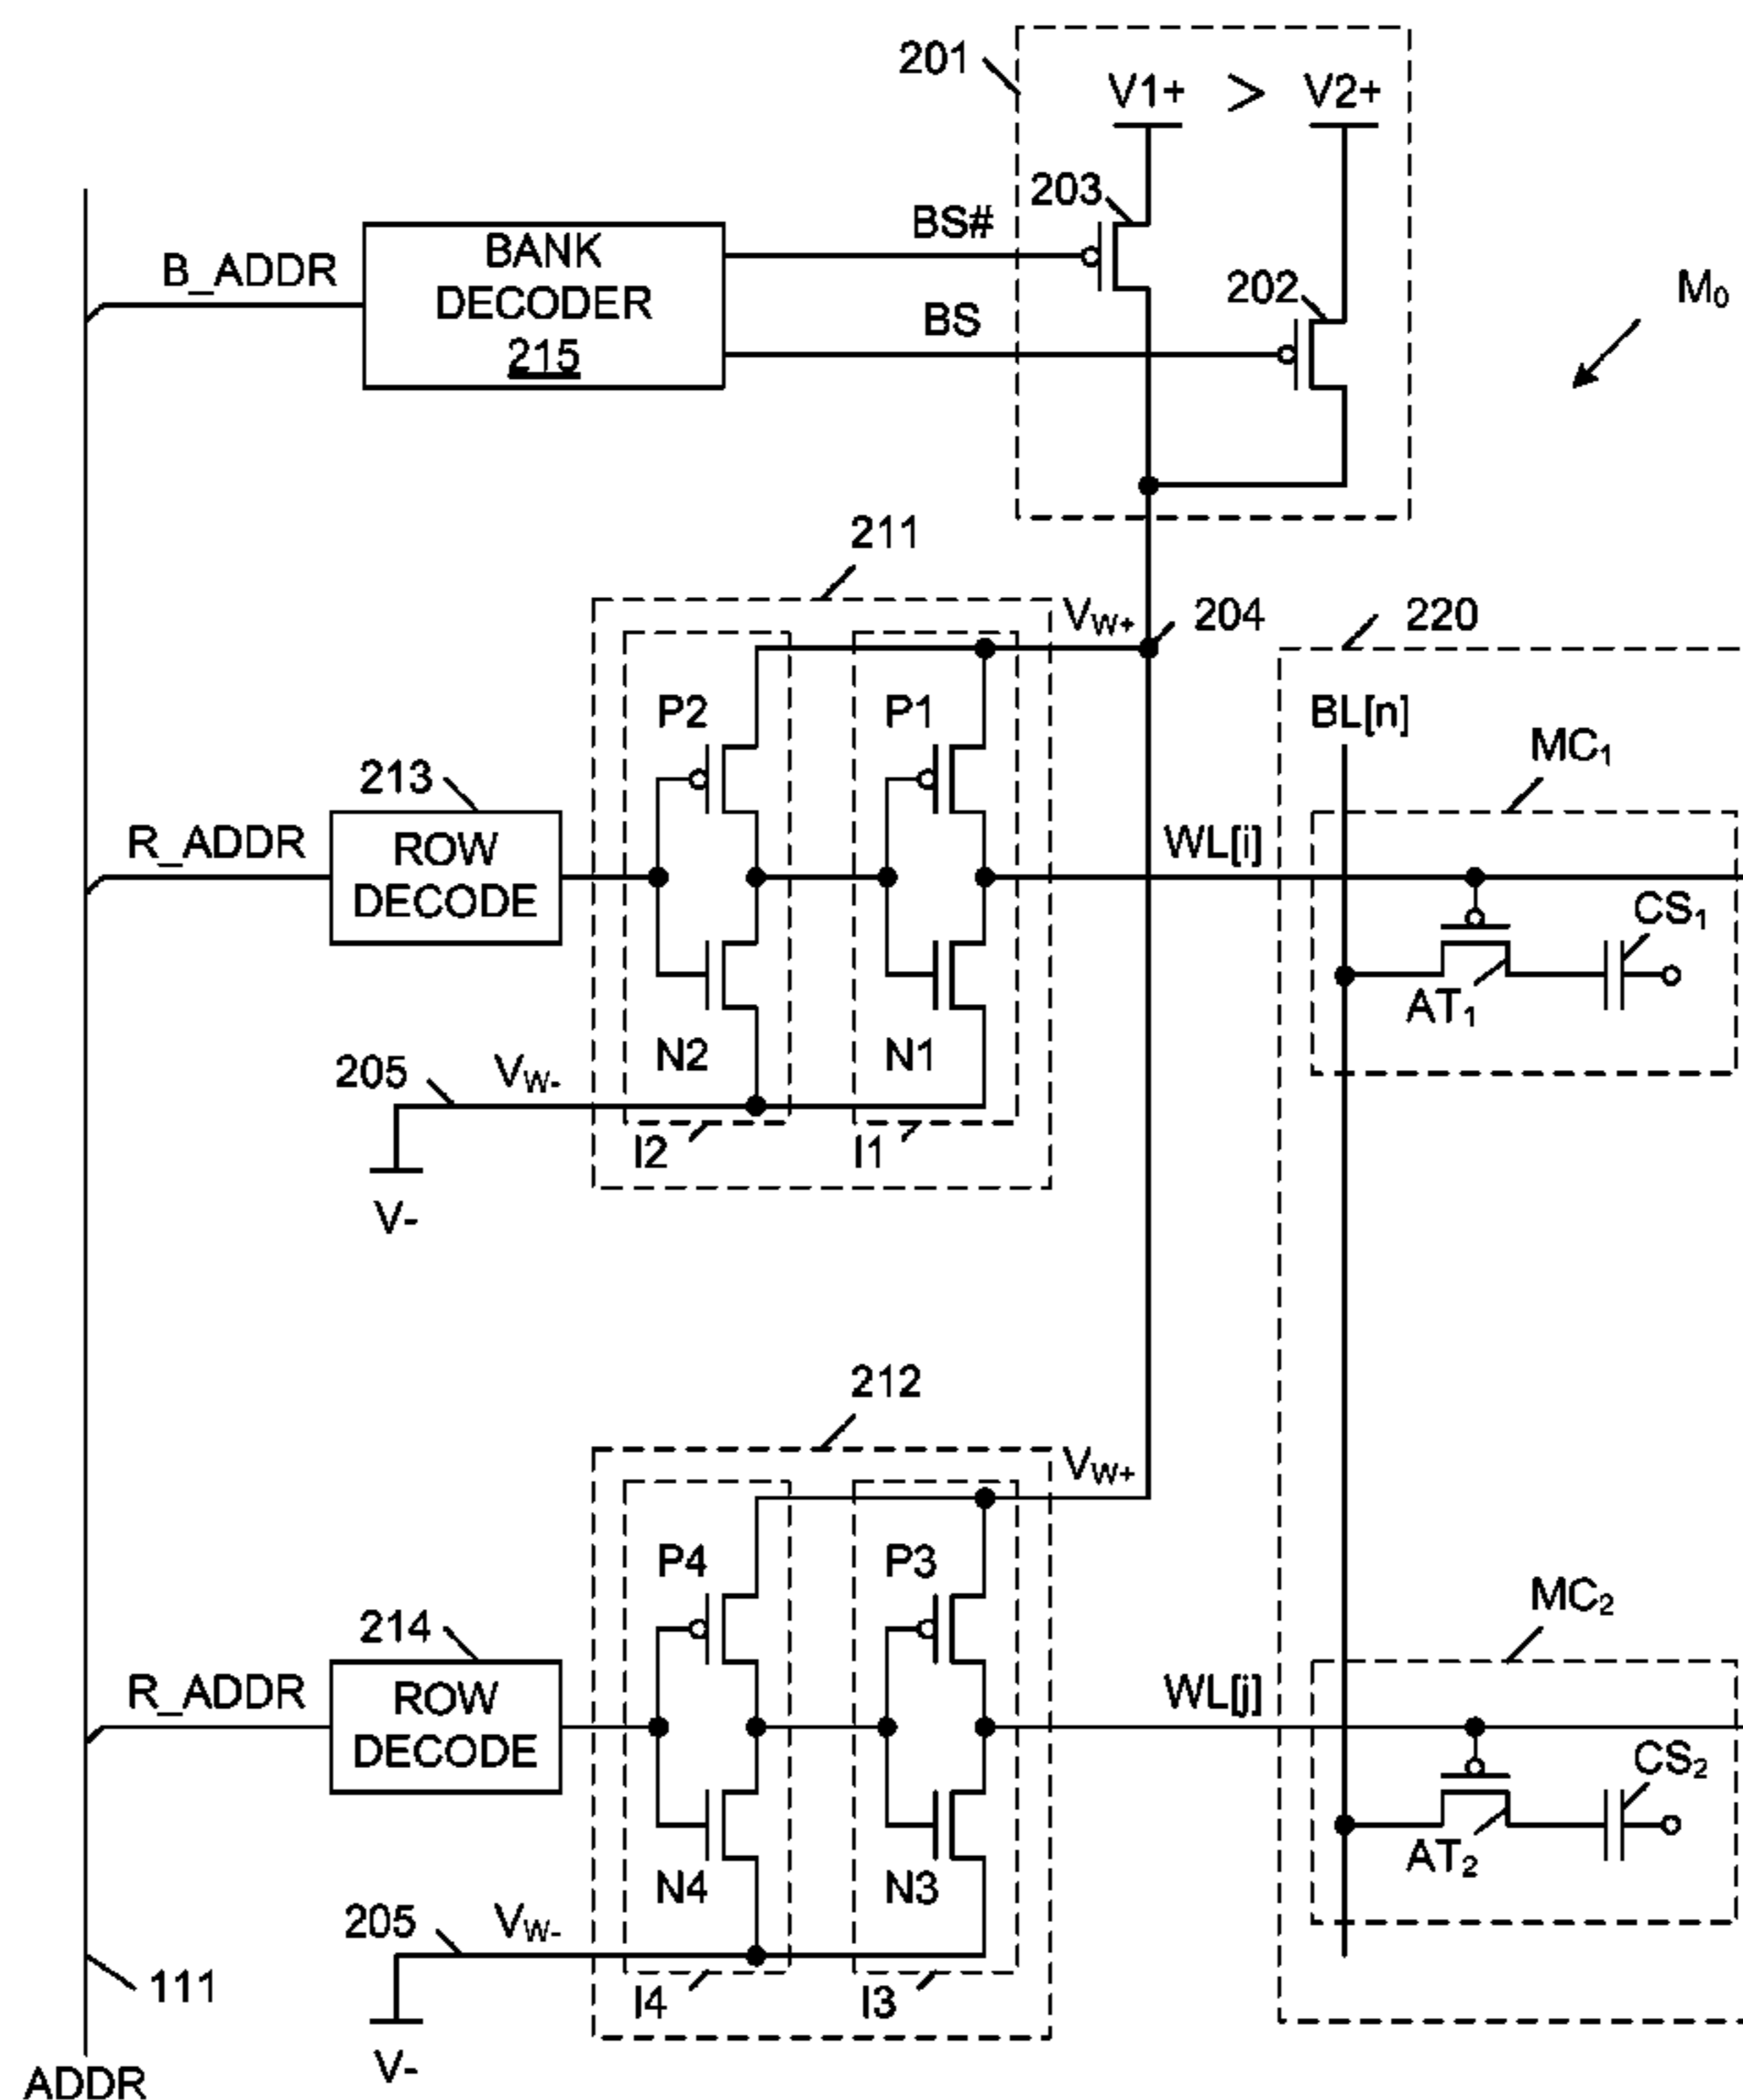 201
V1+ > V2+
203
BS#
B_ADDR
BANK
DECODER
215
202
M0
BS
211
VW+
204
220
P2
P1
BL[n]
MC1
213
R_ADDR
ROW
DECODE
WL[i]
CS1
AT1
N2
N1
205
VW-
I2
I1
V-
212
VW+
P4
P3
MC2
214
R_ADDR
ROW
DECODE
WL[j]
CS2
AT2
N4
N3
205
VW-
111
I4
I3
V-
ADDR